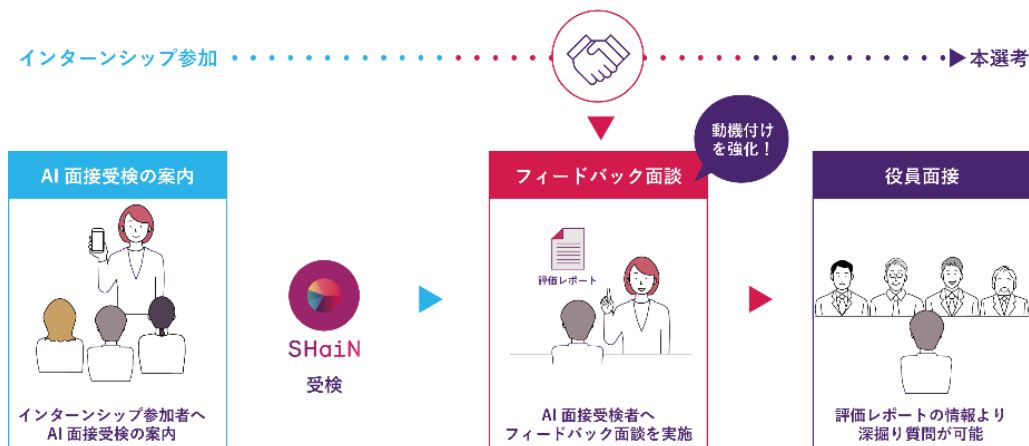 インターンシップ参加
本選考
動機付け
を強化！
AI 面接受検の案内
フィードバック面談
役員面接
評価レポート
SHaiN
受検
インターンシップ参加者へ
AI 面接受検の案内
AI 面接受検者へ
フィードバック面談を実施
評価レポートの情報より
深掘り質問が可能